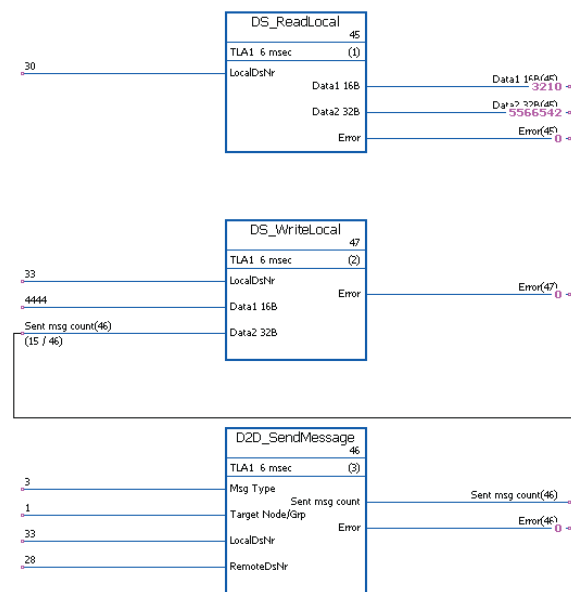 DS_ReadLocal
45
TLA1 6 msec (1)
30
LocalDsNr
Data1 16B Data1 16B(45)
3210
Data2 32B Data2 32B(45)
5566542
Error Error(45)
0
DS_WriteLocal
47
TLA1 6 msec (2)
33
LocalDsNr
Error Error(47)
0
4444
Data1 16B
Sent msg count(46)
Data2 32B
(15 / 46)
D2D_SendMessage
46
TLA1 6 msec (3)
3
Msg Type
Sent msg count Sent msg count(46)
1
Target Node/Grp
Error Error(46)
0
33
LocalDsNr
28
RemoteDsNr